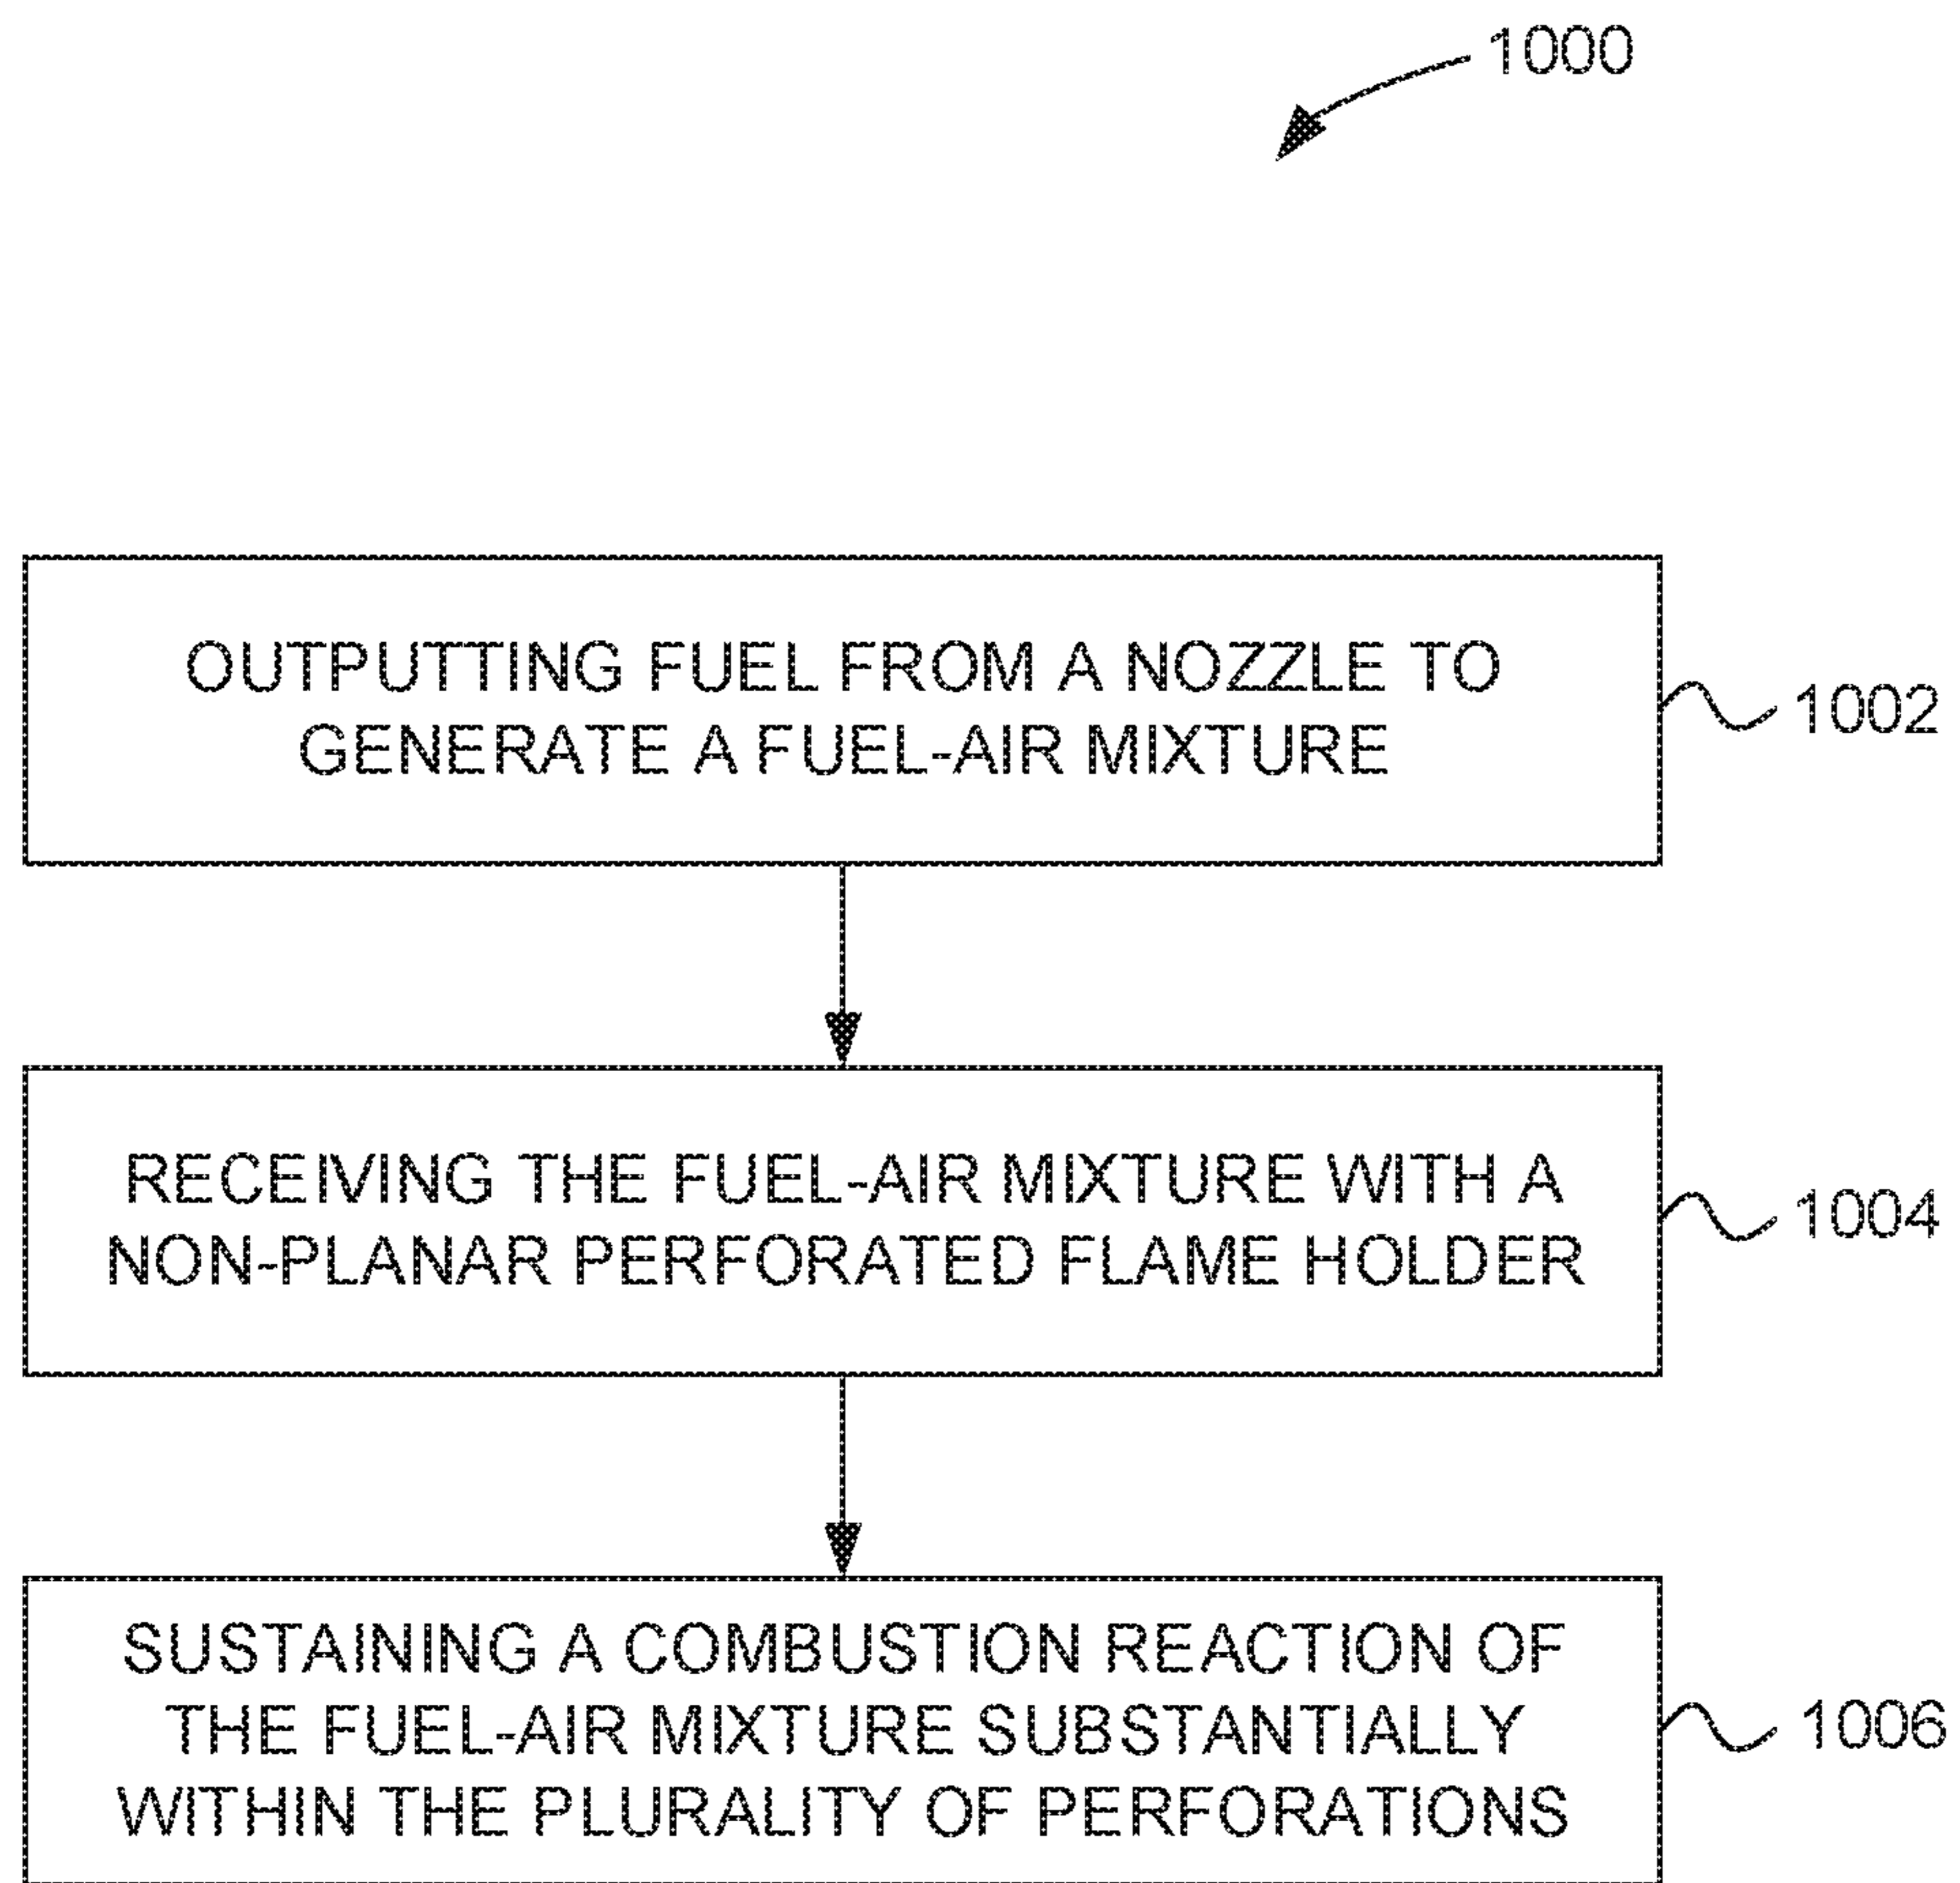 1000
OUTPUTTING FUEL FROM A NOZZLE TO
GENERATE A FUEL-AIR MIXTURE
1002
RECEIVING THE FUEL-AIR MIXTURE WITH A
NON-PLANAR PERFORATED FLAME HOLDER
1004
SUSTAINING A COMBUSTION REACTION OF
THE FUEL-AIR MIXTURE SUBSTANTIALLY
WITHIN THE PLURALITY OF PERFORATIONS
1006